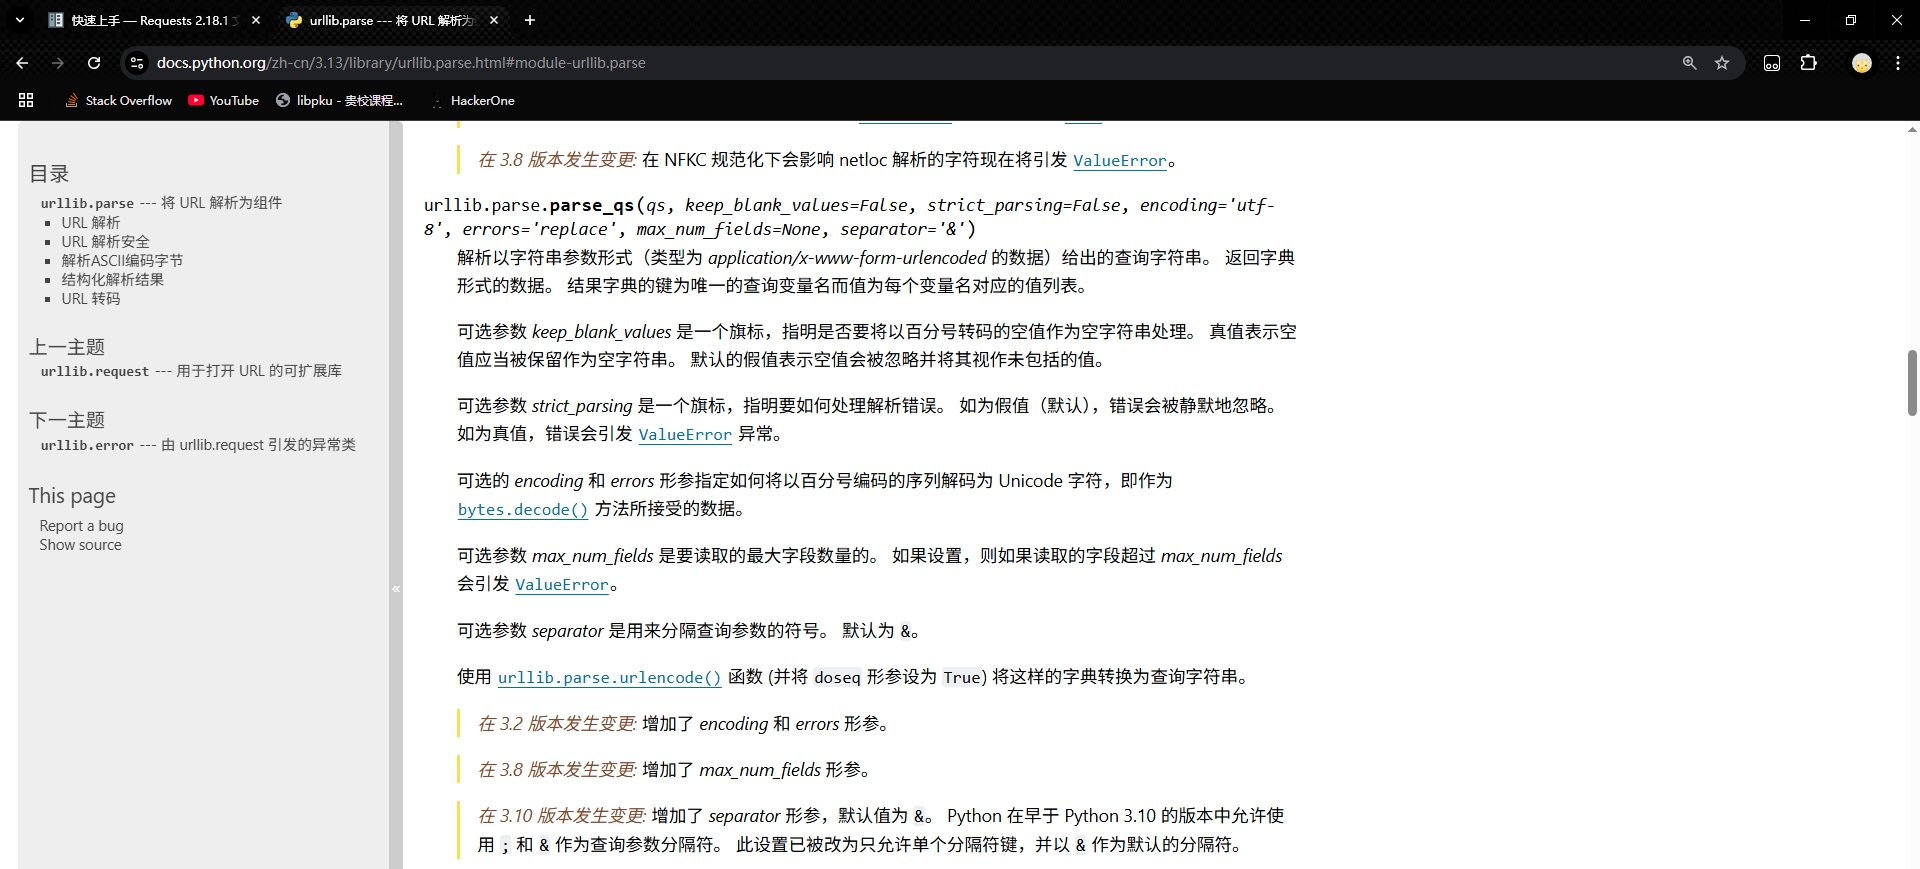 快速上手 — Requests 2.18.1
urllib.parse --- 将 URL 解析为
docs.python.org/zh-cn/3.13/library/urllib.parse.html#module-urllib.parse
Stack Overflow
YouTube
libpku - 贵校课程...
HackerOne
目录
urllib.parse --- 将 URL 解析为组件
URL 解析
URL 解析安全
解析ASCII编码字节
结构化解析结果
URL 转码
上一主题
urllib.request --- 用于打开 URL 的可扩展库
下一主题
urllib.error --- 由 urllib.request 引发的异常类
This page
Report a bug
Show source
«
在 3.8 版本发生变更: 在 NFKC 规范化下会影响 netloc 解析的字符现在将引发 ValueError。
urllib.parse.parse_qs(qs, keep_blank_values=False, strict_parsing=False, encoding='utf-
8', errors='replace', max_num_fields=None, separator='&')
解析以字符串参数形式（类型为 application/x-www-form-urlencoded 的数据）给出的查询字符串。 返回字典
形式的数据。 结果字典的键为唯一的查询变量名而值为每个变量名对应的值列表。
可选参数 keep_blank_values 是一个旗标，指明是否要将以百分号转码的空值作为空字符串处理。 真值表示空
值应当被保留作为空字符串。 默认的假值表示空值会被忽略并将其视作未包括的值。
可选参数 strict_parsing 是一个旗标，指明要如何处理解析错误。 如为假值（默认），错误会被静默地忽略。
如为真值，错误会引发 ValueError 异常。
可选的 encoding 和 errors 形参指定如何将以百分号编码的序列解码为 Unicode 字符，即作为
bytes.decode() 方法所接受的数据。
可选参数 max_num_fields 是要读取的最大字段数量的。 如果设置，则如果读取的字段超过 max_num_fields
会引发 ValueError。
可选参数 separator 是用来分隔查询参数的符号。 默认为 &。
使用 urllib.parse.urlencode() 函数 (并将 doseq 形参设为 True) 将这样的字典转换为查询字符串。
在 3.2 版本发生变更: 增加了 encoding 和 errors 形参。
在 3.8 版本发生变更: 增加了 max_num_fields 形参。
在 3.10 版本发生变更: 增加了 separator 形参，默认值为 &。 Python 在早于 Python 3.10 的版本中允许使
用 ; 和 & 作为查询参数分隔符。 此设置已被改为只允许单个分隔符键，并以 & 作为默认的分隔符。